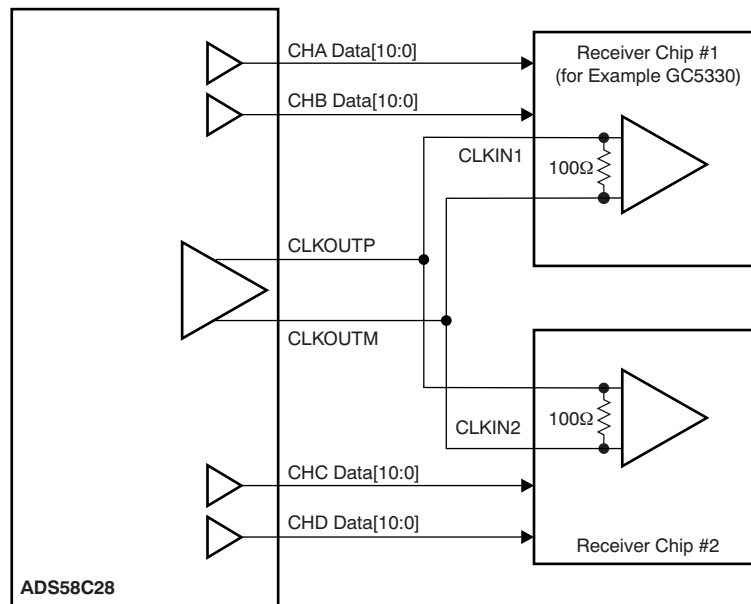 CHA Data[10:0]
CHB Data[10:0]
Receiver Chip #1
(for Example GC5330)
CLKIN1
100Ω
CLKOUTP
CLKOUTM
CLKIN2
100Ω
CHC Data[10:0]
CHD Data[10:0]
Receiver Chip #2
ADS58C28